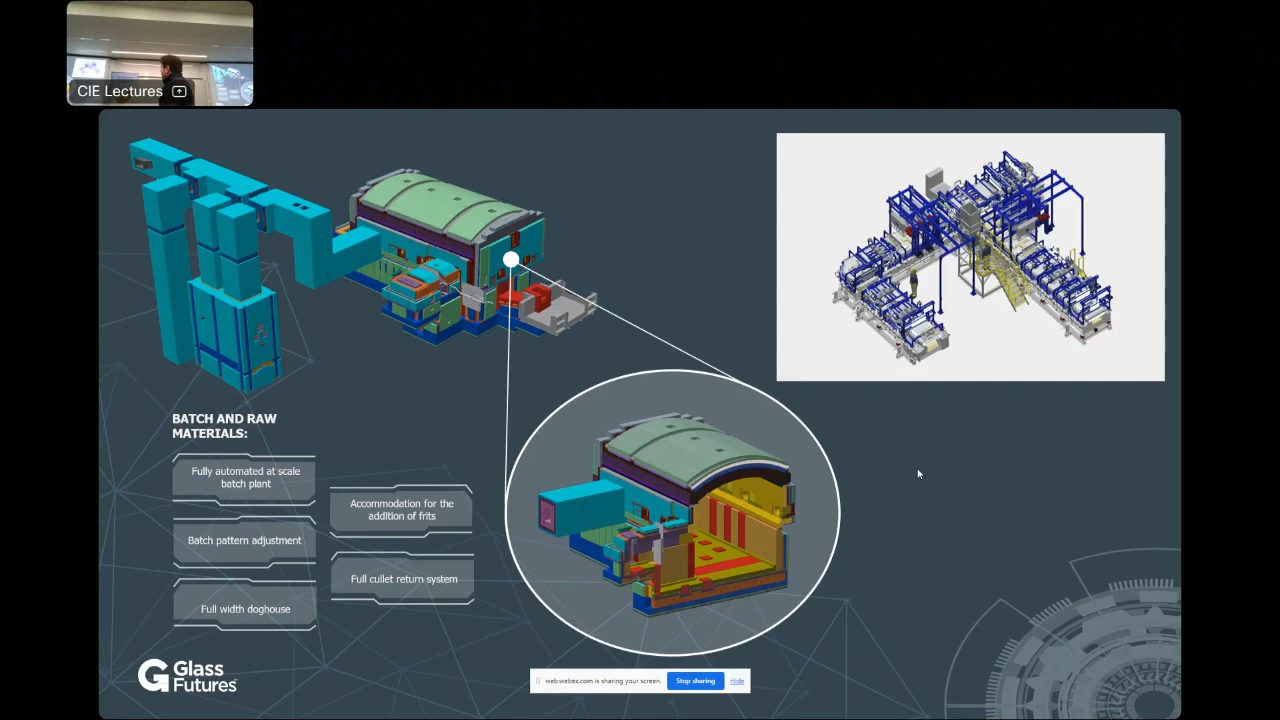 CIE Lectures
BATCH AND RAW
MATERIALS:
Fully automated at scale
batch plant
Batch pattern adjustment
Full width doghouse
Accommodation for the
addition of frits
Full cullet return system
Glass
Futures
web.webex.com is sharing your screen.
Stop sharing
Hide